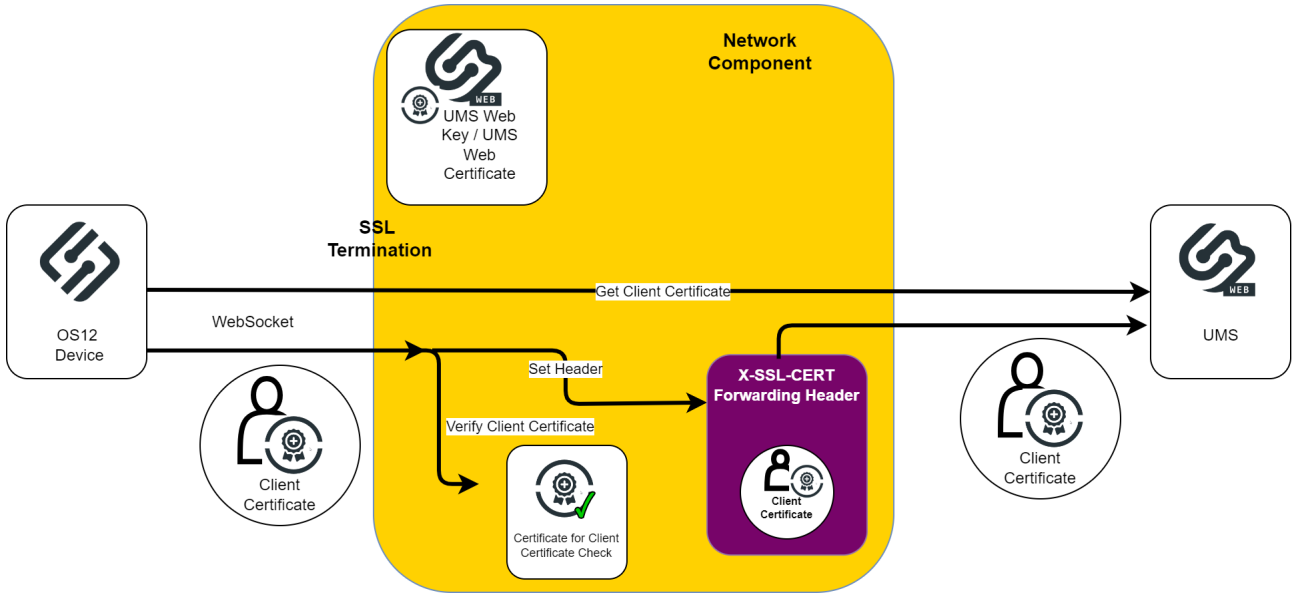 Network
Component
WEB
UMS Web
Key / UMS
Web
Certificate
SSL
Termination
OS12
Device
Get Client Certificate
WebSocket
WEB
UMS
Set Header
X-SSL-CERT
Forwarding Header
Verify Client Certificate
Client
Certificate
Certificate for Client
Certificate Check
Client
Certificate
Client
Certificate